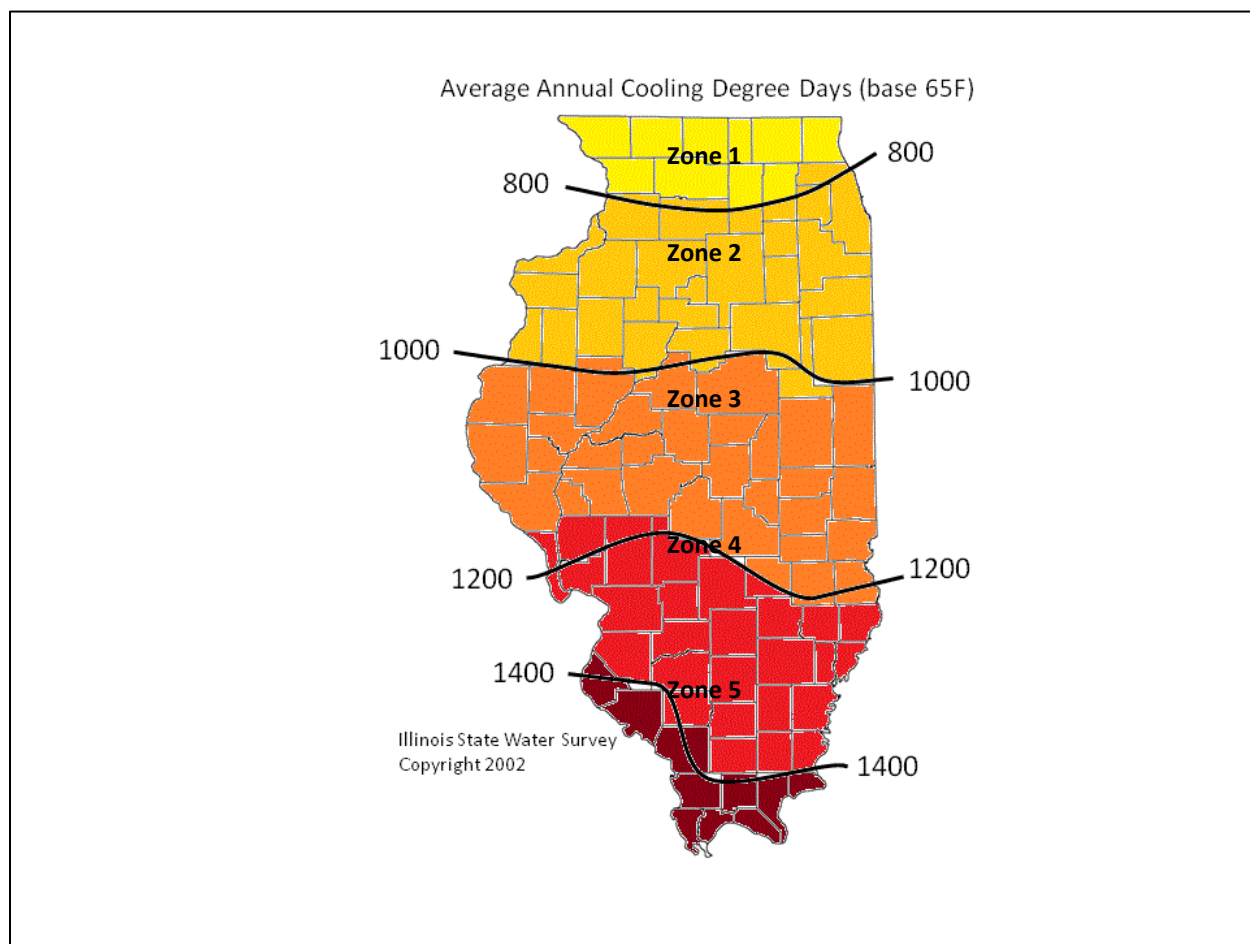 Average Annual Cooling Degree Days (base 65F)
Zone 1
800
800
Zone 2
1000
1000
Zone 3
Zone 4
1200
1200
1400
Zone 5
Illinois State Water Survey
Copyright 2002
1400